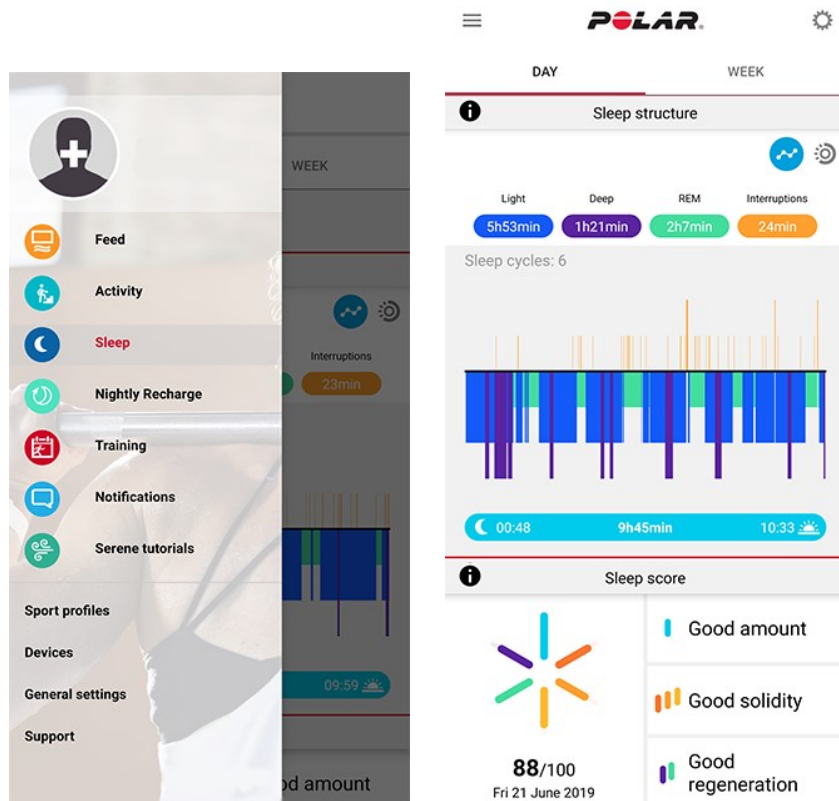 WEEK
Feed
Activity
Sleep
Interruptions
Nightly Recharge
23min
Training
Notifications
Serene tutorials
Sport profiles
Devices
09:59
General settings
Support
od amount
POLAR.
DAY WEEK
Sleep structure
Light Deep REM Interruptions
5h53min 1h21min 2h7min 24min
Sleep cycles: 6
00:48 9h45min 10:33
Sleep score
Good amount
Good solidity
88/100
Fri 21 June 2019
Good
regeneration